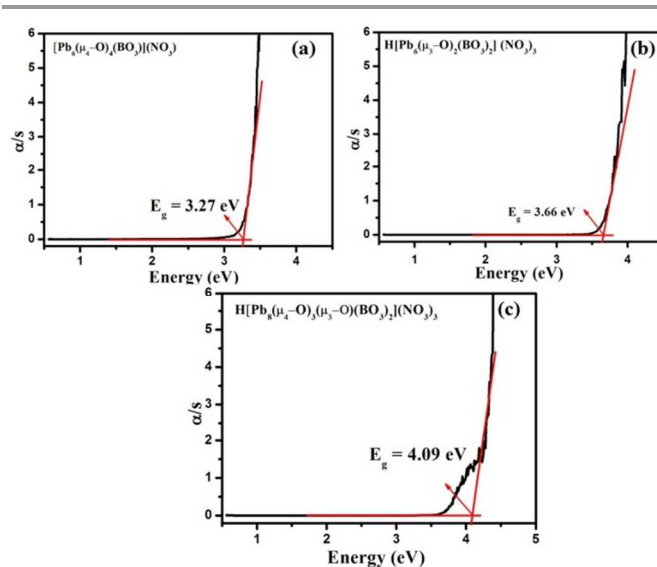 [Pb₆(μ₄–O)₄(BO₃)](NO₃)
(a)
6
5
4
3
2
1
0
α/s
E_g = 3.27 eV
1 2 3 4
Energy (eV)
H[Pb₆(μ₃–O)₂(BO₃)₂] (NO₃)₃
(b)
6
5
4
3
2
1
0
α/s
E_g = 3.66 eV
1 2 3 4
Energy (eV)
H[Pb₈(μ₄–O)₃(μ₃–O)(BO₃)₂](NO₃)₃
(c)
6
5
4
3
2
1
0
α/s
E_g = 4.09 eV
1 2 3 4 5
Energy (eV)